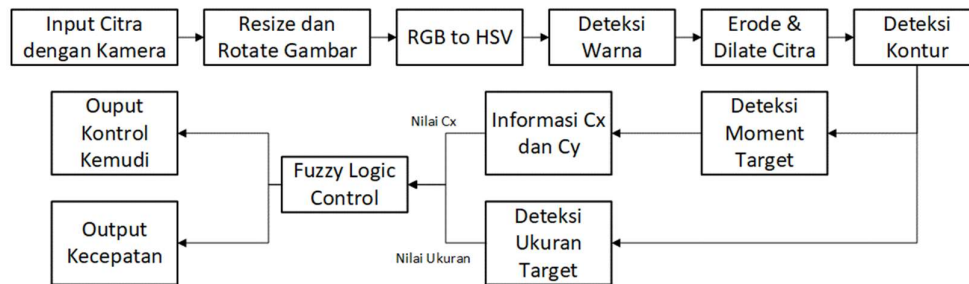 Input Citra
dengan Kamera
Resize dan
Rotate Gambar
RGB to HSV
Deteksi
Warna
Erode &
Dilate Citra
Deteksi
Kontur
Ouput
Kontrol
Kemudi
Nilai Cx
Informasi Cx
dan Cy
Deteksi
Moment
Target
Fuzzy Logic
Control
Output
Kecepatan
Nilai Ukuran
Deteksi
Ukuran
Target